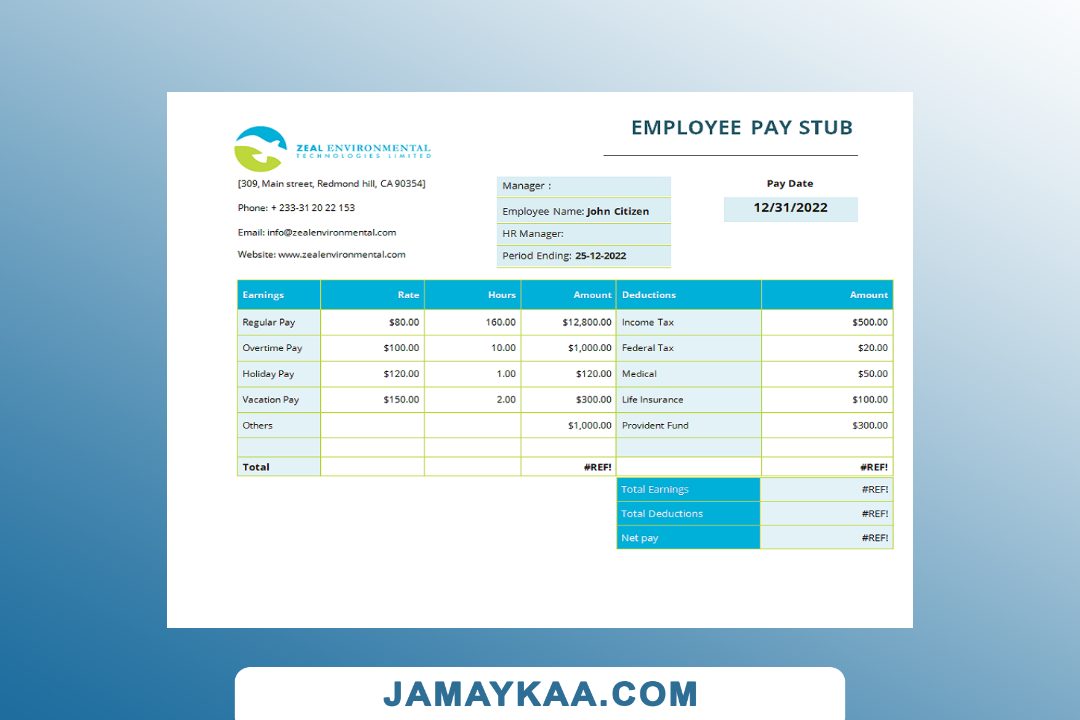 EMPLOYEE PAY STUB
ZEAL ENVIRONMENTAL
TECHNOLOGIES LIMITED
[309, Main street, Redmond hill, CA 90354]
Phone: + 233-31 20 22 153
Email: info@zealenvironmental.com
Website: www.zealenvironmental.com
Manager :
Employee Name: John Citizen
HR Manager:
Period Ending: 25-12-2022
Pay Date
12/31/2022
Earnings Rate Hours Amount Deductions Amount
Regular Pay $80.00 160.00 $12,800.00 Income Tax $500.00
Overtime Pay $100.00 10.00 $1,000.00 Federal Tax $20.00
Holiday Pay $120.00 1.00 $120.00 Medical $50.00
Vacation Pay $150.00 2.00 $300.00 Life Insurance $100.00
Others $1,000.00 Provident Fund $300.00
Total #REF! #REF!
Total Earnings #REF!
Total Deductions #REF!
Net pay #REF!
JAMAYKAA.COM